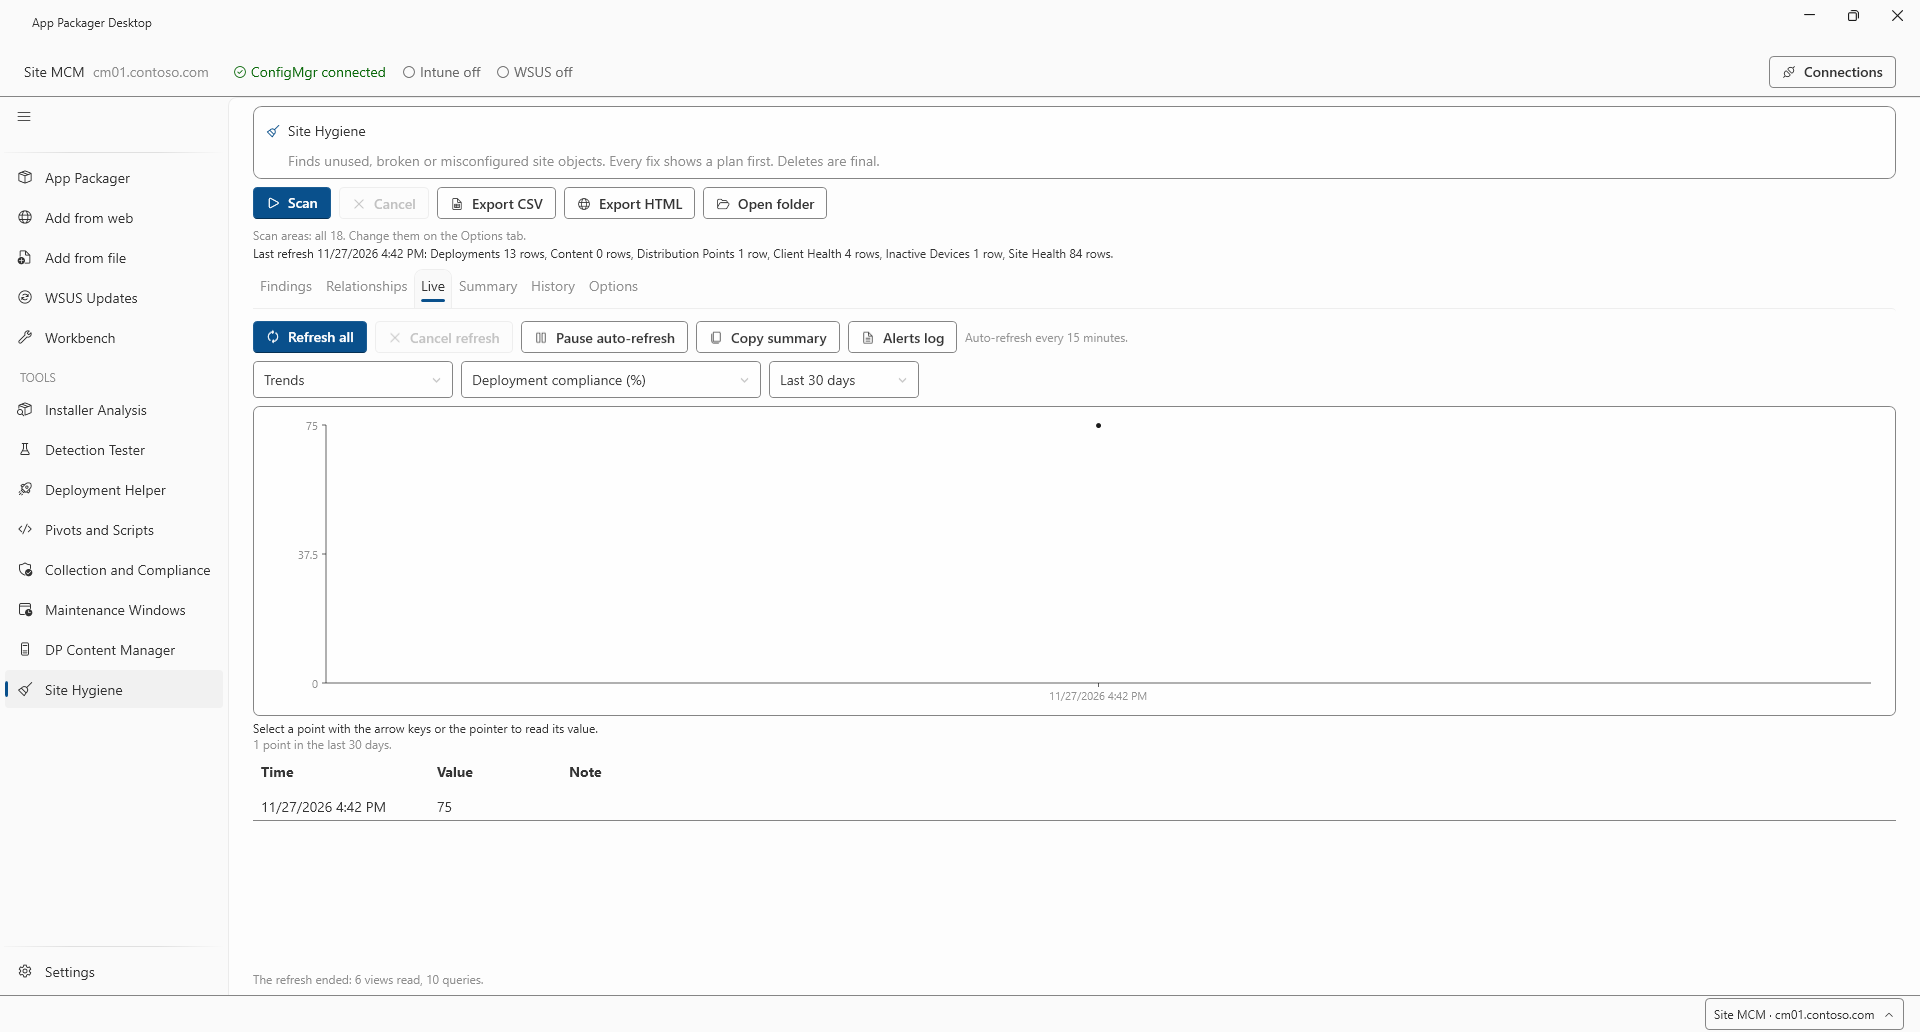 App Packager Desktop
Site MCM cm01.contoso.com ConfigMgr connected Intune off WSUS off Connections
App Packager
Add from web
Add from file
WSUS Updates
Workbench
TOOLS
Installer Analysis
Detection Tester
Deployment Helper
Pivots and Scripts
Collection and Compliance
Maintenance Windows
DP Content Manager
Site Hygiene
Settings
Site Hygiene
Finds unused, broken or misconfigured site objects. Every fix shows a plan first. Deletes are final.
Scan Cancel Export CSV Export HTML Open folder
Scan areas: all 18. Change them on the Options tab.
Last refresh 11/27/2026 4:42 PM: Deployments 13 rows, Content 0 rows, Distribution Points 1 row, Client Health 4 rows, Inactive Devices 1 row, Site Health 84 rows.
Findings Relationships Live Summary History Options
Refresh all Cancel refresh Pause auto-refresh Copy summary Alerts log Auto-refresh every 15 minutes.
Trends Deployment compliance (%) Last 30 days
75
37.5
0
11/27/2026 4:42 PM
Select a point with the arrow keys or the pointer to read its value.
1 point in the last 30 days.
Time Value Note
11/27/2026 4:42 PM 75
The refresh ended: 6 views read, 10 queries.
Site MCM · cm01.contoso.com